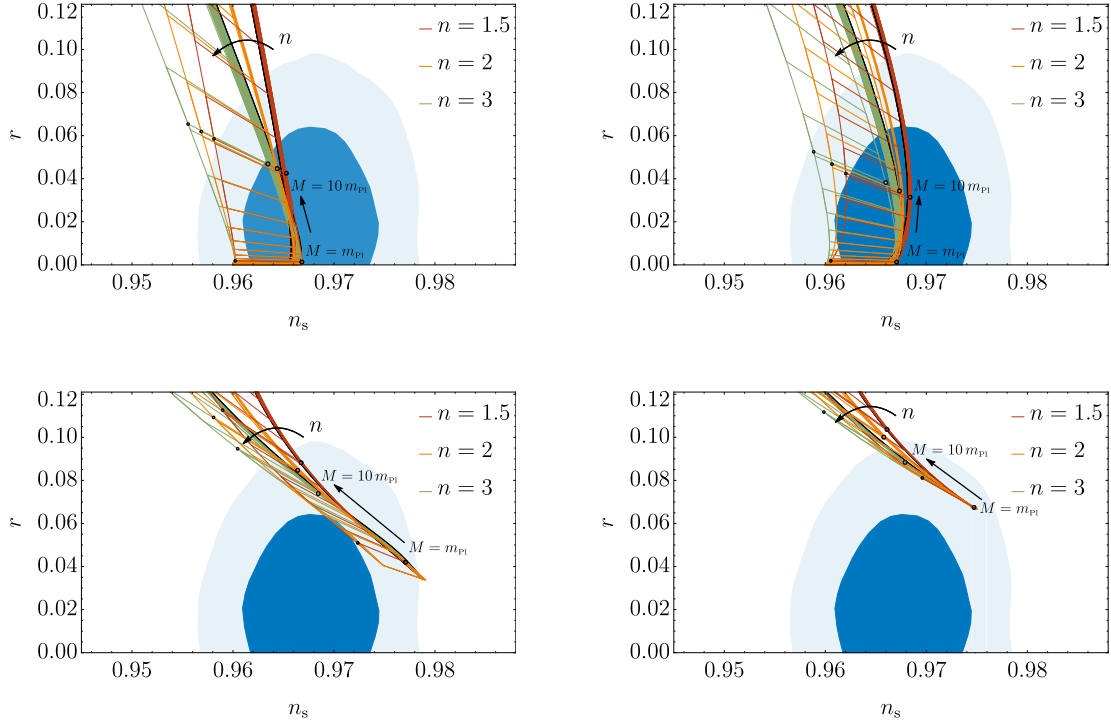 0.12
0.10
0.08
0.06
0.04
0.02
0.00
r
n
n = 1.5
n = 2
n = 3
M = 10 m_Pl
M = m_Pl
0.95 0.96 0.97 0.98
n_s
0.12
0.10
0.08
0.06
0.04
0.02
0.00
r
n
n = 1.5
n = 2
n = 3
M = 10 m_Pl
M = m_Pl
0.95 0.96 0.97 0.98
n_s
0.12
0.10
0.08
0.06
0.04
0.02
0.00
r
n
n = 1.5
n = 2
n = 3
M = 10 m_Pl
M = m_Pl
0.95 0.96 0.97 0.98
n_s
0.12
0.10
0.08
0.06
0.04
0.02
0.00
r
n
n = 1.5
n = 2
n = 3
M = 10 m_Pl
M = m_Pl
0.95 0.96 0.97 0.98
n_s